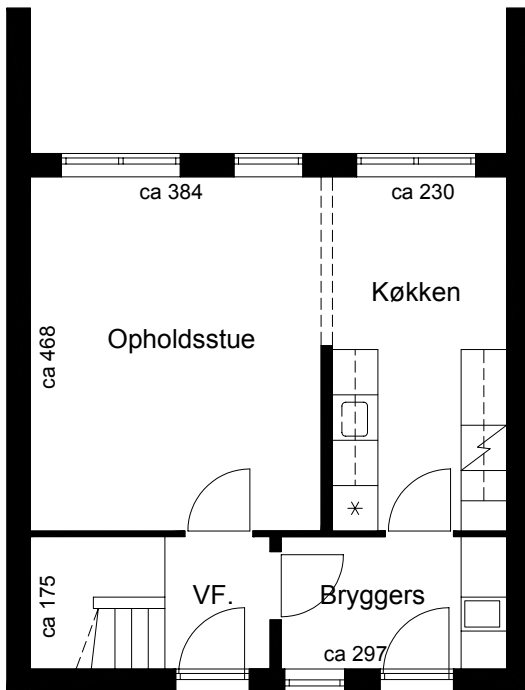 ca 384
ca 230
Køkken
Opholdsstue
ca 468
ca 175
VF.
Bryggers
ca 297